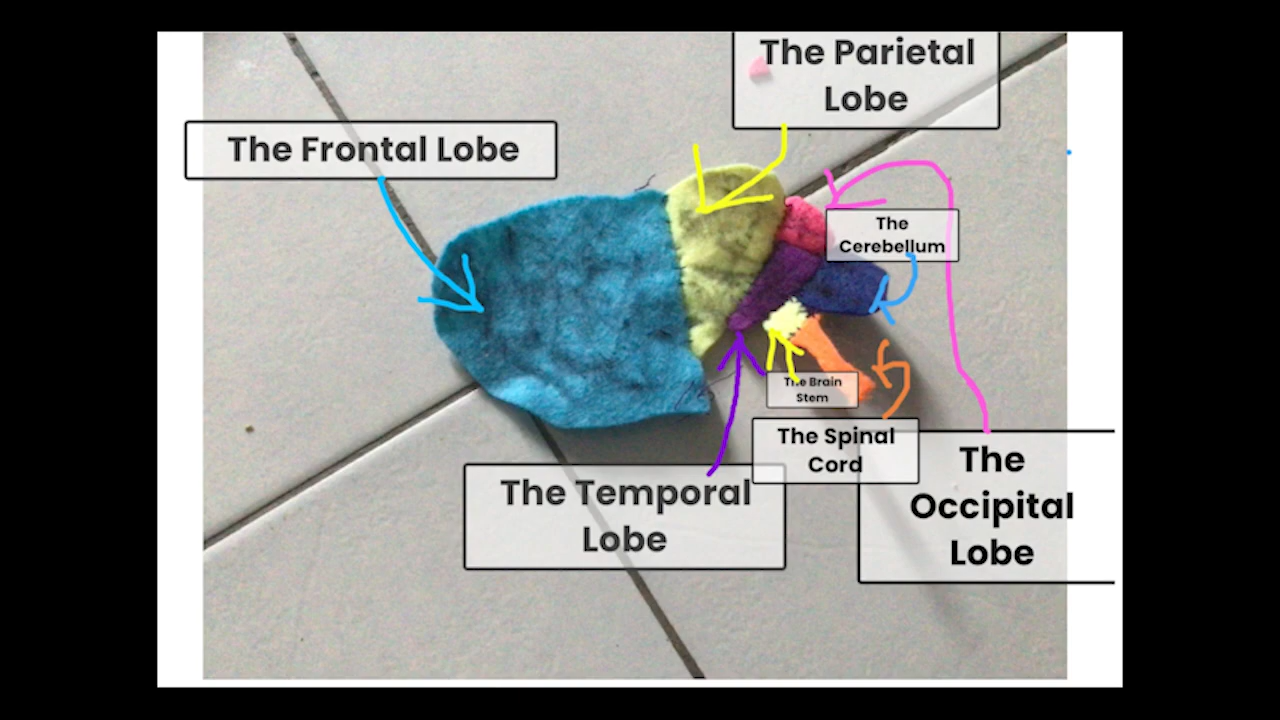 The Parietal
Lobe
The Frontal Lobe
The
Cerebellum
The Brain
Stem
The Spinal
Cord
The Temporal
Lobe
The
Occipital
Lobe